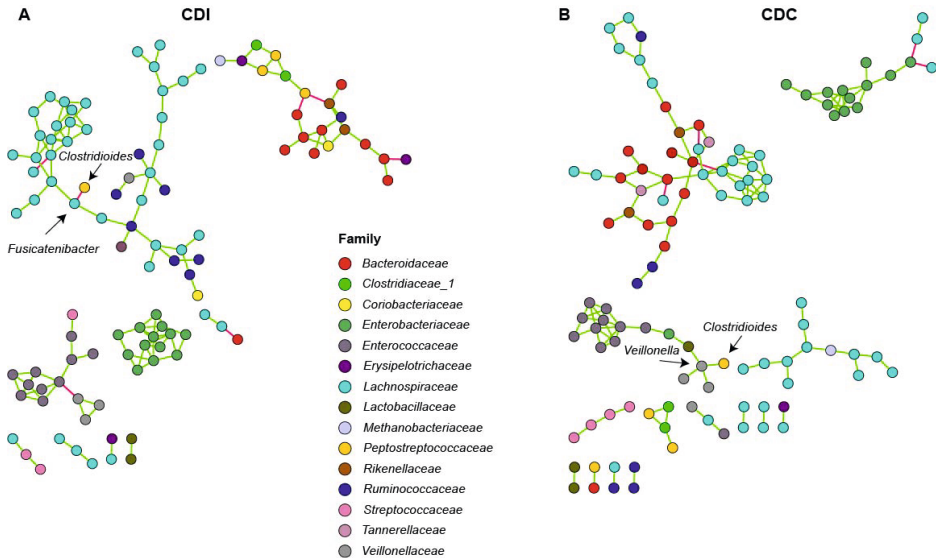 A
CDI
B
CDC
Clostridioides
Fusicatenibacter
Family
Bacteroidaceae
Clostridiaceae_1
Coriobacteriaceae
Enterobacteriaceae
Enterococcaceae
Erysipelotrichaceae
Lachnospiraceae
Lactobacillaceae
Methanobacteriaceae
Peptostreptococcaceae
Rikenellaceae
Ruminococcaceae
Streptococcaceae
Tannerellaceae
Veillonellaceae
Clostridioides
Veillonella